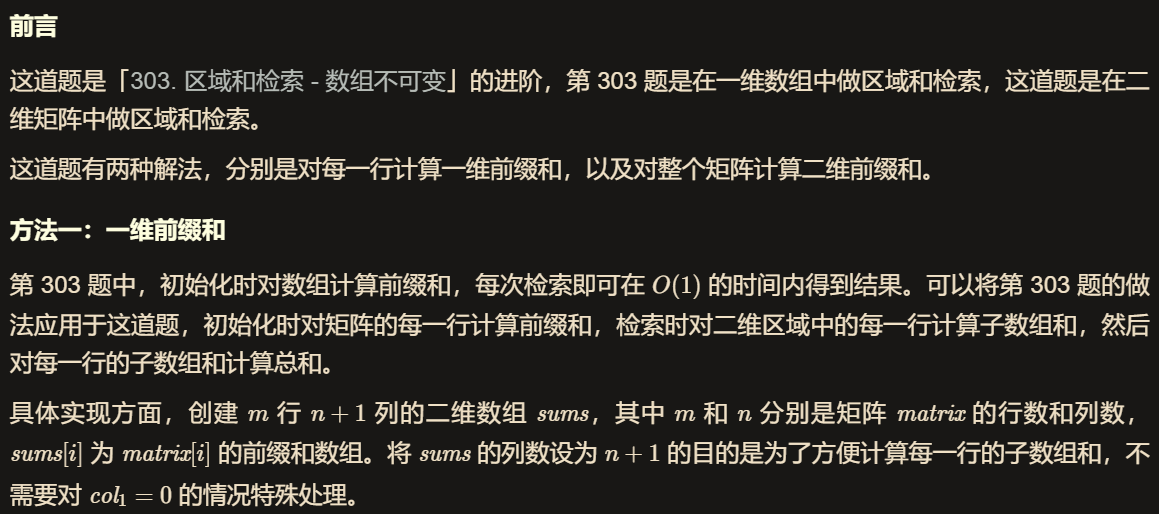 前言
这道题是「303. 区域和检索 - 数组不可变」的进阶，第 303 题是在一维数组中做区域和检索，这道题是在二
维矩阵中做区域和检索。
这道题有两种解法，分别是对每一行计算一维前缀和，以及对整个矩阵计算二维前缀和。
方法一：一维前缀和
第 303 题中，初始化时对数组计算前缀和，每次检索即可在 O(1) 的时间内得到结果。可以将第 303 题的做
法应用于这道题，初始化时对矩阵的每一行计算前缀和，检索时对二维区域中的每一行计算子数组和，然后
对每一行的子数组和计算总和。
具体实现方面，创建 m 行 n + 1 列的二维数组 sums，其中 m 和 n 分别是矩阵 matrix 的行数和列数，
sums[i] 为 matrix[i] 的前缀和数组。将 sums 的列数设为 n + 1 的目的是为了方便计算每一行的子数组和，不
需要对 col₁ = 0 的情况特殊处理。